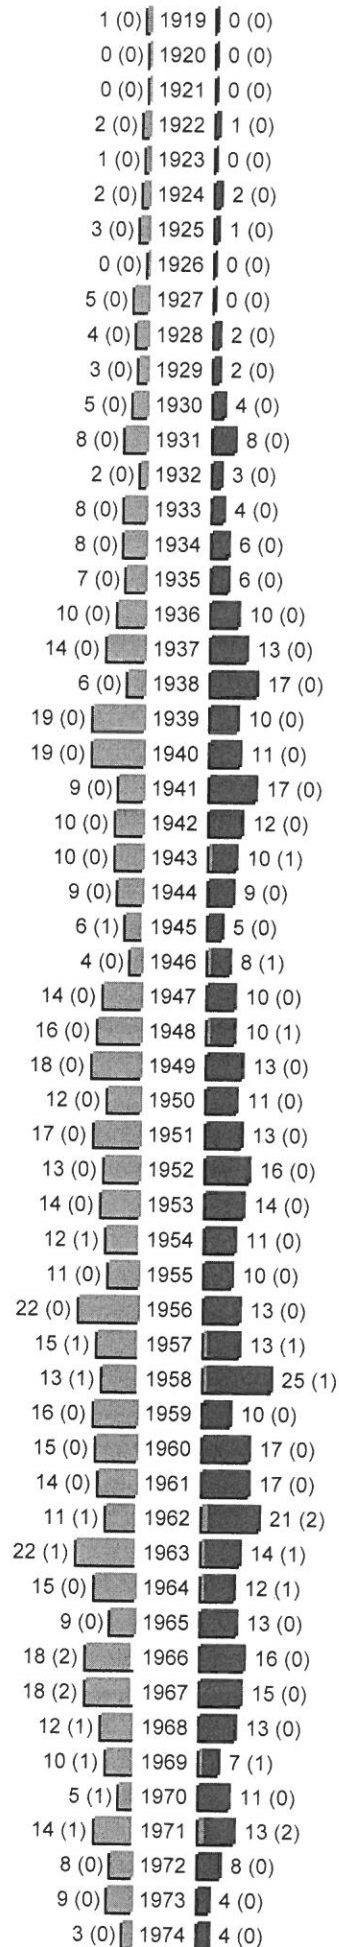 1 (0) 1919 0 (0)
0 (0) 1920 0 (0)
0 (0) 1921 0 (0)
2 (0) 1922 1 (0)
1 (0) 1923 0 (0)
2 (0) 1924 2 (0)
3 (0) 1925 1 (0)
0 (0) 1926 0 (0)
5 (0) 1927 0 (0)
4 (0) 1928 2 (0)
3 (0) 1929 2 (0)
5 (0) 1930 4 (0)
8 (0) 1931 8 (0)
2 (0) 1932 3 (0)
8 (0) 1933 4 (0)
8 (0) 1934 6 (0)
7 (0) 1935 6 (0)
10 (0) 1936 10 (0)
14 (0) 1937 13 (0)
6 (0) 1938 17 (0)
19 (0) 1939 10 (0)
19 (0) 1940 11 (0)
9 (0) 1941 17 (0)
10 (0) 1942 12 (0)
10 (0) 1943 10 (1)
9 (0) 1944 9 (0)
6 (1) 1945 5 (0)
4 (0) 1946 8 (1)
14 (0) 1947 10 (0)
16 (0) 1948 10 (1)
18 (0) 1949 13 (0)
12 (0) 1950 11 (0)
17 (0) 1951 13 (0)
13 (0) 1952 16 (0)
14 (0) 1953 14 (0)
12 (1) 1954 11 (0)
11 (0) 1955 10 (0)
22 (0) 1956 13 (0)
15 (1) 1957 13 (1)
13 (1) 1958 25 (1)
16 (0) 1959 10 (0)
15 (0) 1960 17 (0)
14 (0) 1961 17 (0)
11 (1) 1962 21 (2)
22 (1) 1963 14 (1)
15 (0) 1964 12 (1)
9 (0) 1965 13 (0)
18 (2) 1966 16 (0)
18 (2) 1967 15 (0)
12 (1) 1968 13 (0)
10 (1) 1969 7 (1)
5 (1) 1970 11 (0)
14 (1) 1971 13 (2)
8 (0) 1972 8 (0)
9 (0) 1973 4 (0)
3 (0) 1974 4 (0)